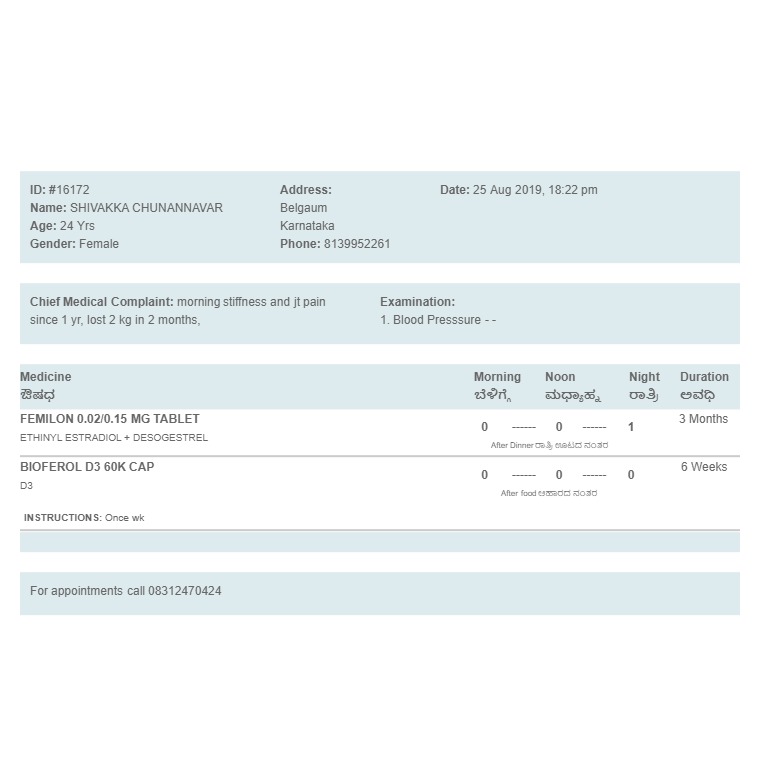 ID: #16172
Name: SHIVAKKA CHUNANNAVAR
Age: 24 Yrs
Gender: Female
Address:
Belgaum
Karnataka
Phone: 8139952261
Date: 25 Aug 2019, 18:22 pm
Chief Medical Complaint: morning stiffness and jt pain
since 1 yr, lost 2 kg in 2 months,
Examination:
1. Blood Presssure - -
Medicine Morning Noon Night Duration
ಔಷಧ ಬೆಳಿಗ್ಗೆ ಮಧ್ಯಾಹ್ನ ರಾತ್ರಿ ಅವಧಿ
FEMILON 0.02/0.15 MG TABLET 0 ------ 0 ------ 1 3 Months
ETHINYL ESTRADIOL + DESOGESTREL
After Dinner ರಾತ್ರಿ ಊಟದ ನಂತರ
BIOFEROL D3 60K CAP 0 ------ 0 ------ 0 6 Weeks
D3
After food ಆಹಾರದ ನಂತರ
INSTRUCTIONS: Once wk
For appointments call 08312470424